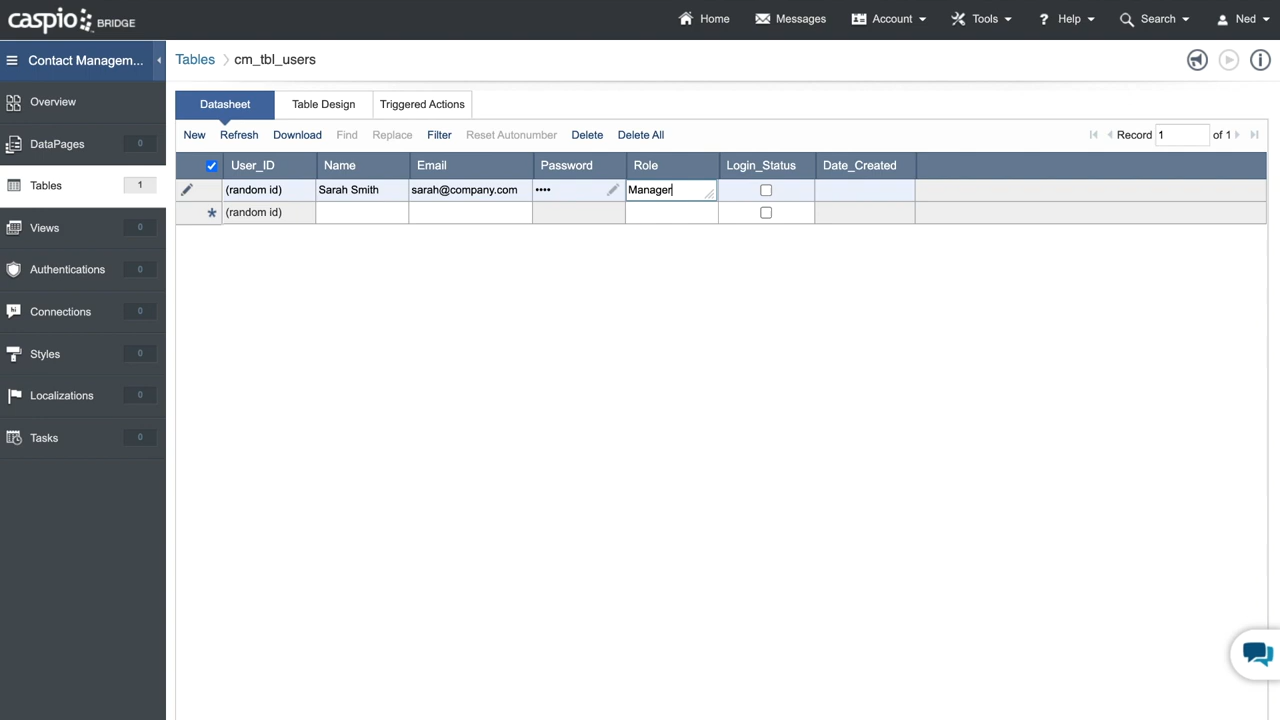 caspio BRIDGE
Home
Messages
Account
Tools
? Help
Search
Ned
Contact Managem...
Tables
cm_tbl_users
Overview
DataPages 0
Tables 1
Views 0
Authentications 0
Connections 0
Styles 0
Localizations 0
Tasks 0
Datasheet
Table Design
Triggered Actions
New Refresh Download Find Replace Filter Reset Autonumber Delete Delete All
Record 1 of 1
User_ID Name Email Password Role Login_Status Date_Created
(random id) Sarah Smith sarah@company.com •••• Manager
* (random id)